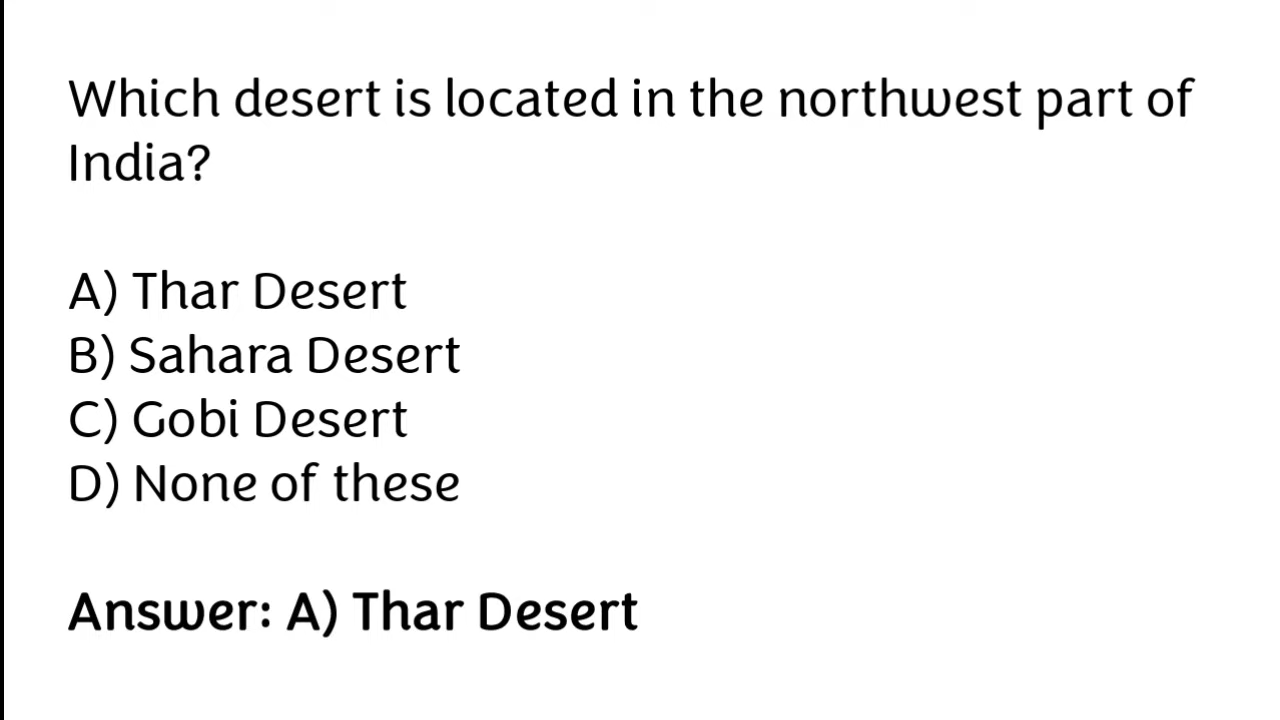 Which desert is located in the northwest part of
India?
A) Thar Desert
B) Sahara Desert
C) Gobi Desert
D) None of these
Answer: A) Thar Desert